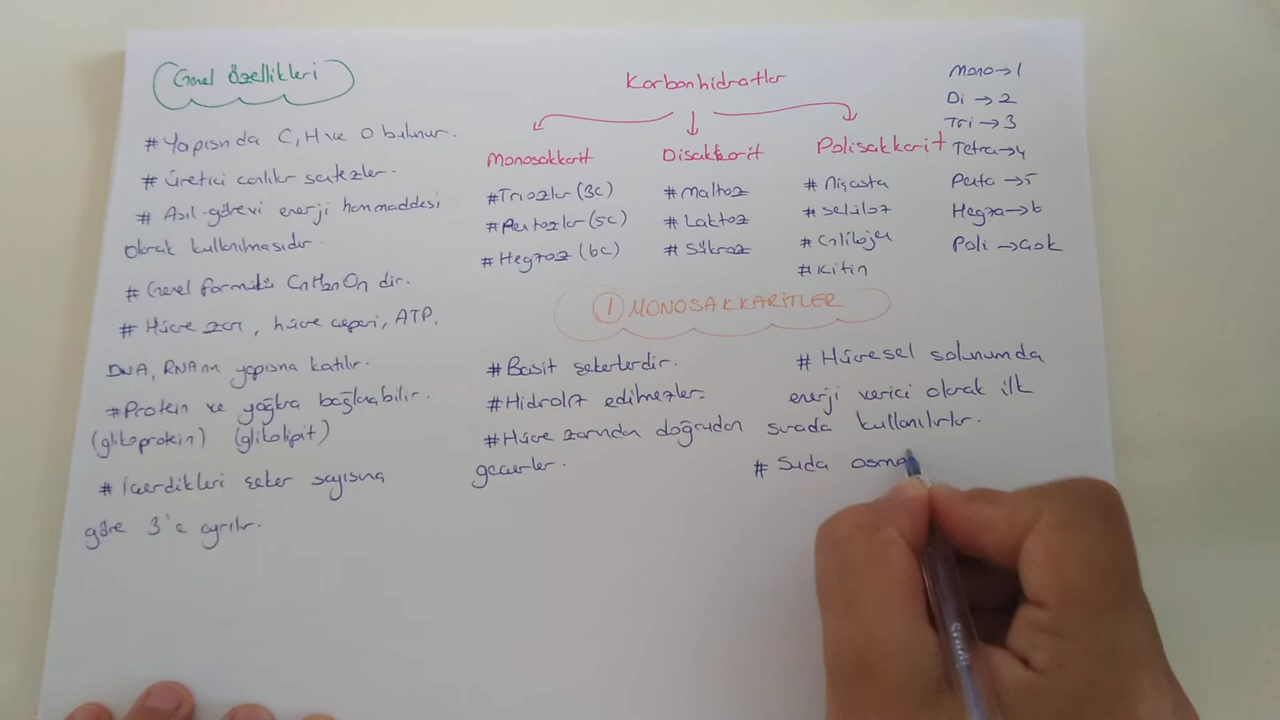 Genel özellikleri
# Yapısında C, H ve O bulunur.
# Üretici canlılar sentezler.
# Asıl görevi enerji hammaddesi
olarak kullanılmasıdır.
# Genel formülü CnH2nOn dir.
# Hücre zarı, hücre çeperi, ATP,
DNA, RNA nın yapısına katılır.
# Protein ve yağlara bağlanabilir.
(glikoprotein) (glikolipit)
# İçerdikleri şeker sayısına
göre 3'e ayrılır.
Karbonhidratlar
Monosakkarit
# Triozlar (3C)
# Pentozlar (5C)
# Hegzoz (6C)
Disakkarit
# Maltoz
# Laktoz
# Sükroz
Polisakkarit
# Nişasta
# Selüloz
# Glikojen
# Kitin
Mono → 1
Di → 2
Tri → 3
Tetra → 4
Penta → 5
Hegza → 6
Poli → Çok
① MONOSAKKARİTLER
# Basit şekerlerdir.
# Hidroliz edilmezler.
# Hücre zarından doğrudan
geçerler.
# Hücresel solunumda
enerji verici olarak ilk
sırada kullanılırlar.
# Suda osmo